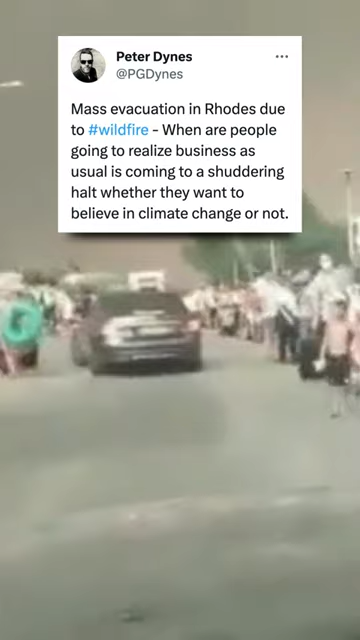 Peter Dynes
@PGDynes
Mass evacuation in Rhodes due
to #wildfire - When are people
going to realize business as
usual is coming to a shuddering
halt whether they want to
believe in climate change or not.